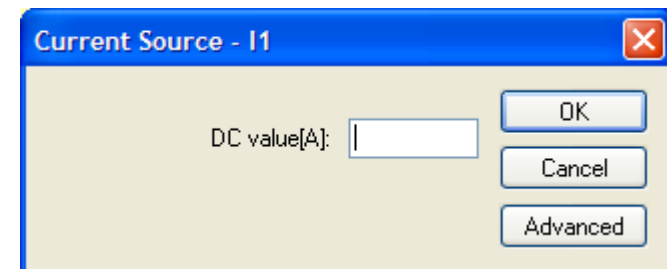 Current Source - I1
DC value[A]:
OK
Cancel
Advanced